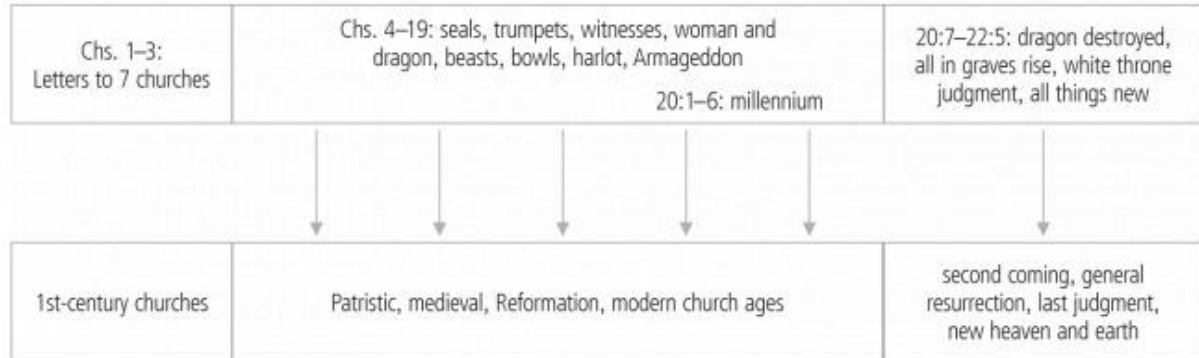 Chs. 1–3:
Letters to 7 churches
Chs. 4–19: seals, trumpets, witnesses, woman and
dragon, beasts, bowls, harlot, Armageddon
20:1–6: millennium
20:7–22:5: dragon destroyed,
all in graves rise, white throne
judgment, all things new
1st-century churches
Patristic, medieval, Reformation, modern church ages
second coming, general
resurrection, last judgment,
new heaven and earth